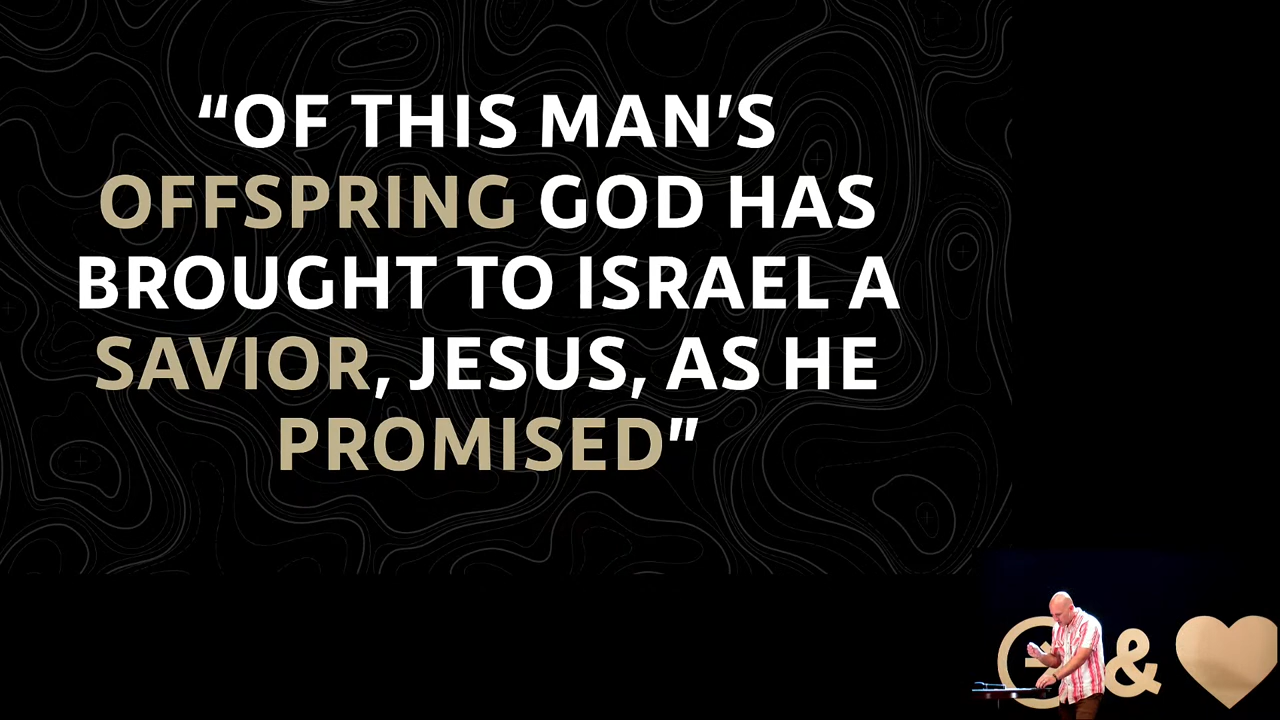 “OF THIS MAN’S
OFFSPRING GOD HAS
BROUGHT TO ISRAEL A
SAVIOR, JESUS, AS HE
PROMISED”
&